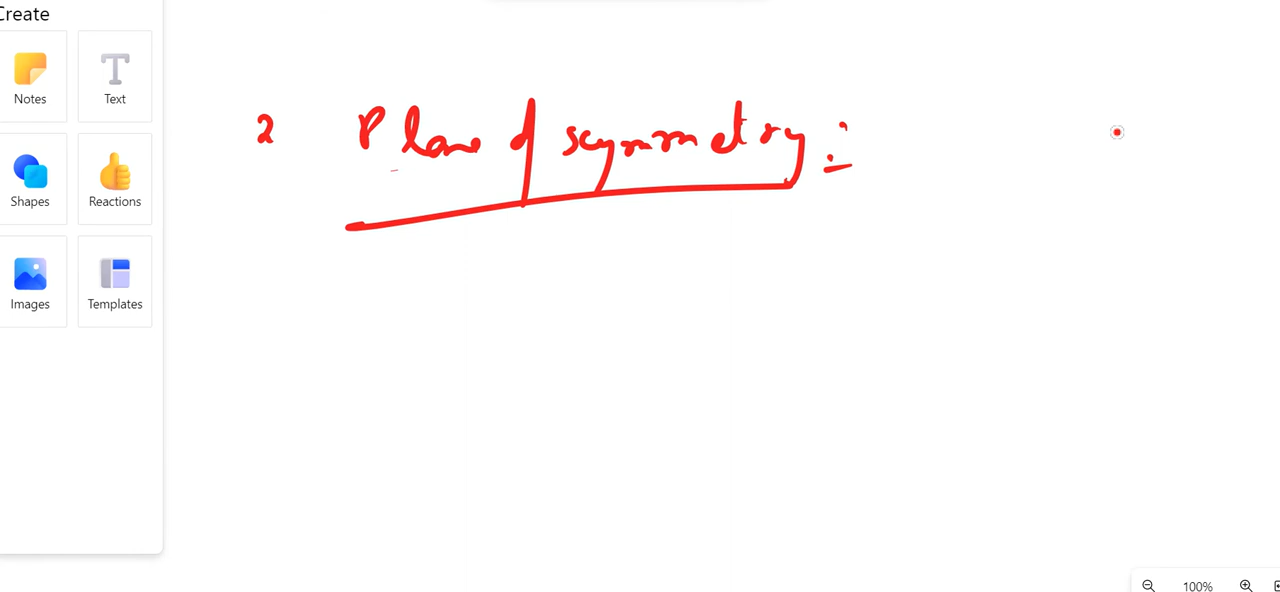 Create
Notes
Text
Shapes
Reactions
Images
Templates
2 Plane of symmetry :-
100%